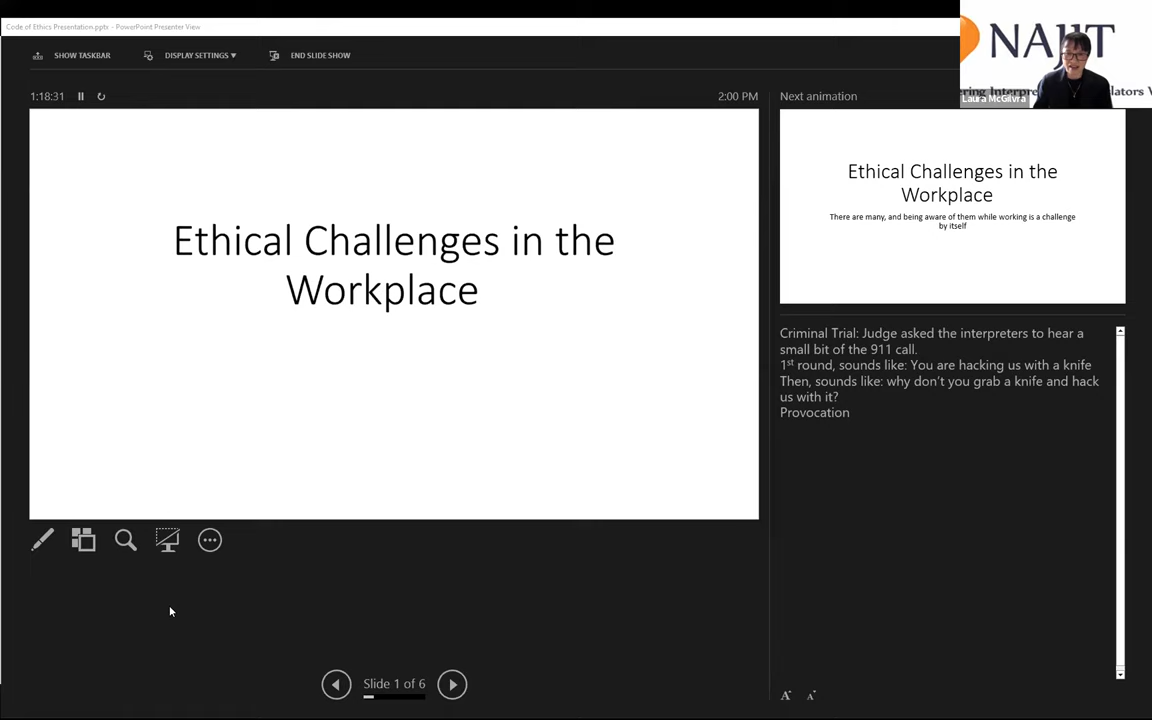 Code of Ethics Presentation.pptx - PowerPoint Presenter View
SHOW TASKBAR
DISPLAY SETTINGS ▾
END SLIDE SHOW
NAJIT
Laura McGilvra
1:18:31
2:00 PM
Ethical Challenges in the
Workplace
Next animation
Ethical Challenges in the
Workplace
There are many, and being aware of them while working is a challenge
by itself
Criminal Trial: Judge asked the interpreters to hear a
small bit of the 911 call.
1st round, sounds like: You are hacking us with a knife
Then, sounds like: why don't you grab a knife and hack
us with it?
Provocation
Slide 1 of 6
A A